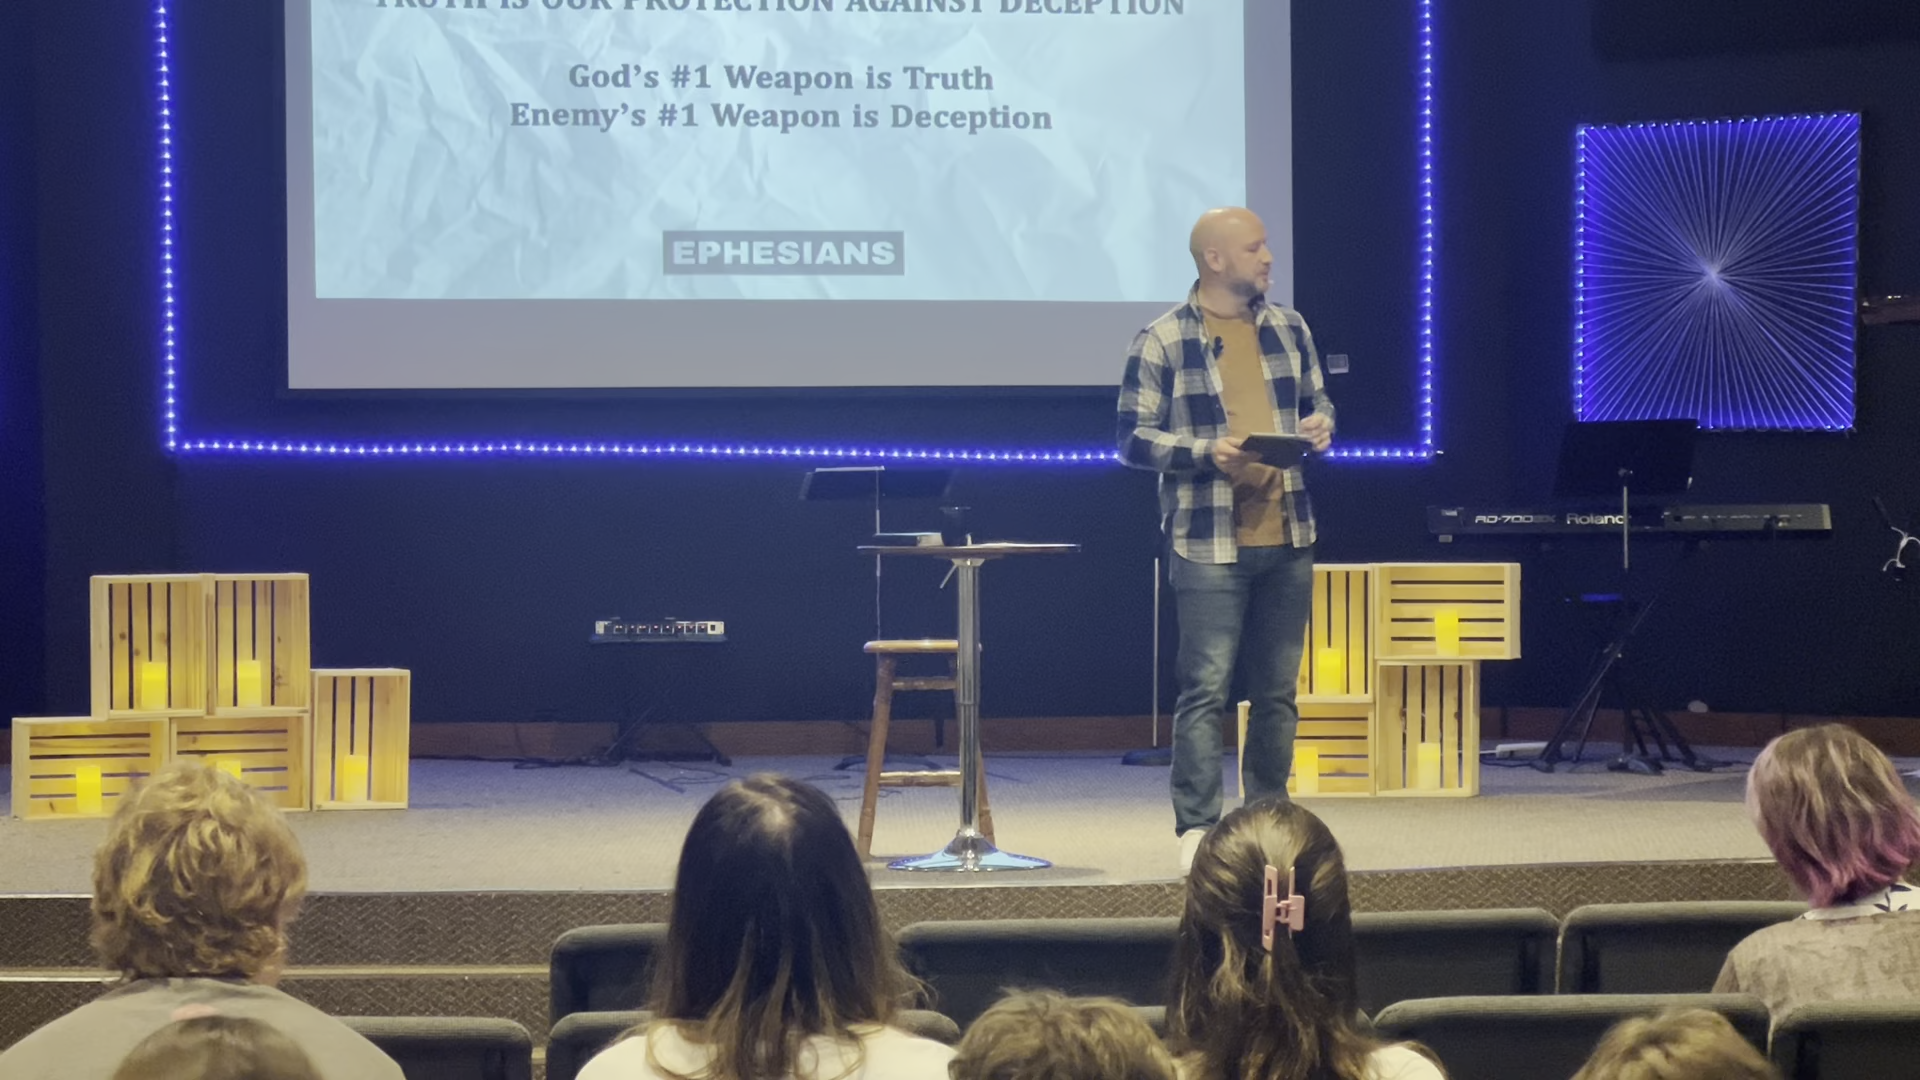 TRUTH IS OUR PROTECTION AGAINST DECEPTION
God's #1 Weapon is Truth
Enemy's #1 Weapon is Deception
EPHESIANS
RD-700SX Roland